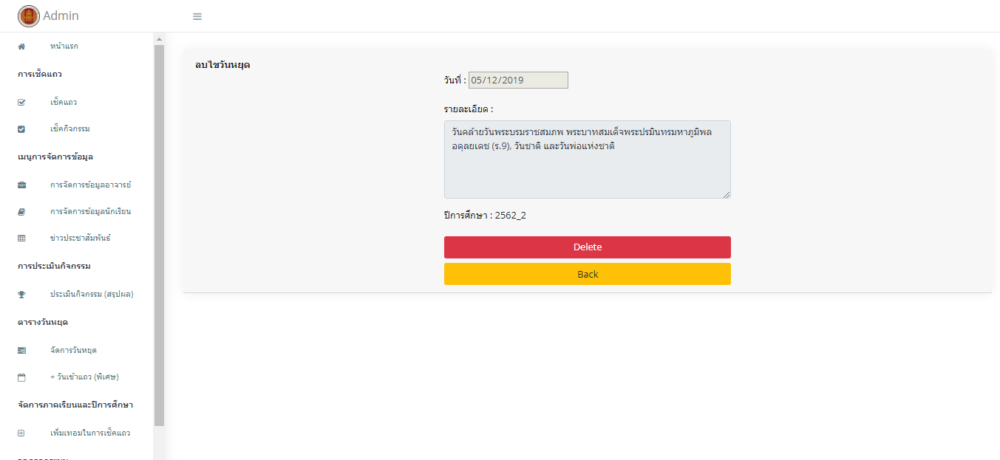 Admin
หน้าแรก
การเช็คแถว
เช็คแถว
เช็คกิจกรรม
เมนูการจัดการข้อมูล
การจัดการข้อมูลอาจารย์
การจัดการข้อมูลนักเรียน
ข่าวประชาสัมพันธ์
การประเมินกิจกรรม
ประเมินกิจกรรม (สรุปผล)
ตารางวันหยุด
จัดการวันหยุด
+ วันเข้าแถว (พิเศษ)
จัดการภาคเรียนและปีการศึกษา
เพิ่มเทอมในการเช็คแถว
ลบไขวันหยุด
วันที่ : 05/12/2019
รายละเอียด :
วันคล้ายวันพระบรมราชสมภพ พระบาทสมเด็จพระปรมินทรมหาภูมิพล
อดุลยเดช (ร.9), วันชาติ และวันพ่อแห่งชาติ
ปีการศึกษา : 2562_2
Delete
Back